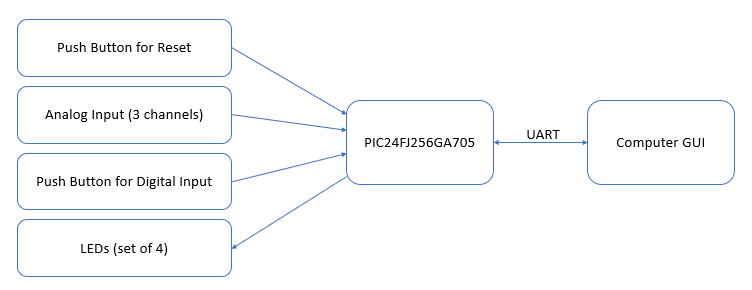 Push Button for Reset
Analog Input (3 channels)
Push Button for Digital Input
LEDs (set of 4)
PIC24FJ256GA705
UART
Computer GUI